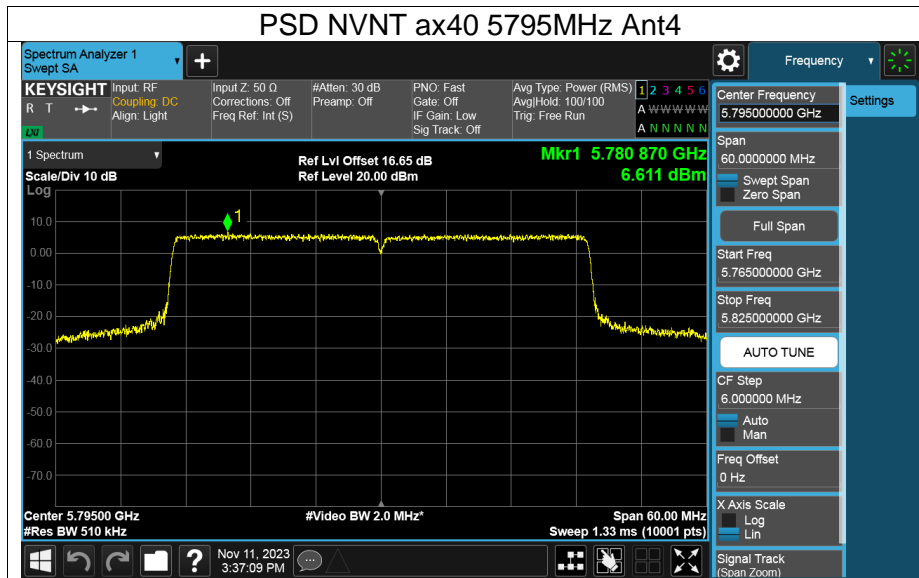 PSD NVNT ax40 5795MHz Ant4
Spectrum Analyzer 1
Swept SA
Frequency
KEYSIGHT
R T
LXI
Input: RF
Coupling: DC
Align: Light
Input Z: 50 Ω
Corrections: Off
Freq Ref: Int (S)
#Atten: 30 dB
Preamp: Off
PNO: Fast
Gate: Off
IF Gain: Low
Sig Track: Off
Avg Type: Power (RMS)
Avg|Hold: 100/100
Trig: Free Run
1 2 3 4 5 6
A W W W W W
A N N N N N
1 Spectrum
Scale/Div 10 dB
Log
Ref Lvl Offset 16.65 dB
Ref Level 20.00 dBm
Mkr1 5.780 870 GHz
6.611 dBm
1
10.0
0.00
-10.0
-20.0
-30.0
-40.0
-50.0
-60.0
-70.0
Center 5.79500 GHz
#Res BW 510 kHz
#Video BW 2.0 MHz*
Span 60.00 MHz
Sweep 1.33 ms (10001 pts)
Nov 11, 2023
3:37:09 PM
?
Center Frequency
5.795000000 GHz
Span
60.0000000 MHz
Swept Span
Zero Span
Full Span
Start Freq
5.765000000 GHz
Stop Freq
5.825000000 GHz
AUTO TUNE
CF Step
6.000000 MHz
Auto
Man
Freq Offset
0 Hz
X Axis Scale
Log
Lin
Signal Track
(Span Zoom)
Settings